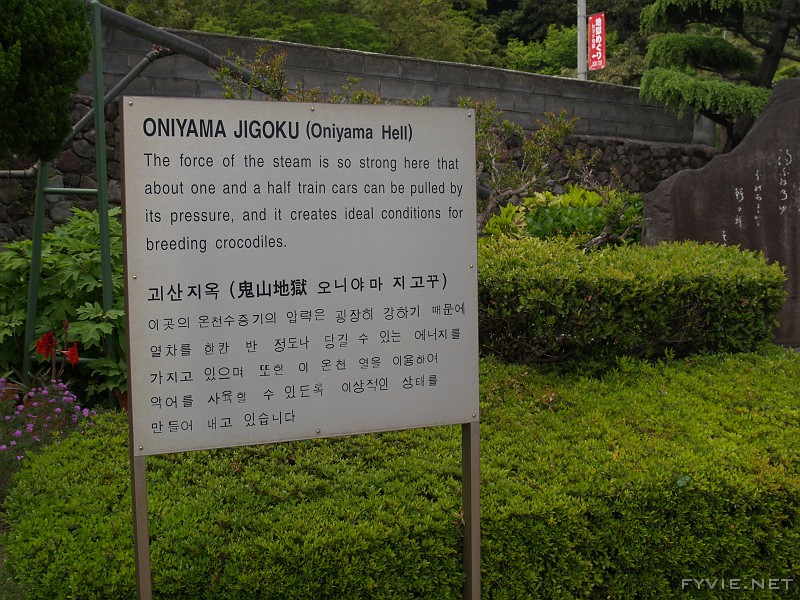 地獄めぐり
ONIYAMA JIGOKU (Oniyama Hell)
The force of the steam is so strong here that
about one and a half train cars can be pulled by
its pressure, and it creates ideal conditions for
breeding crocodiles.
괴산지옥 (鬼山地獄 오니야마 지고꾸)
이곳의 온천수증기의 압력은 굉장히 강하기 때문에
열차를 한칸 반 정도나 당길 수 있는 에너지를
가지고 있으며 또한 이 온천 열을 이용하여
악어를 사육할 수 있도록 이상적인 상태를
만들어 내고 있습니다
FYVIE.NET